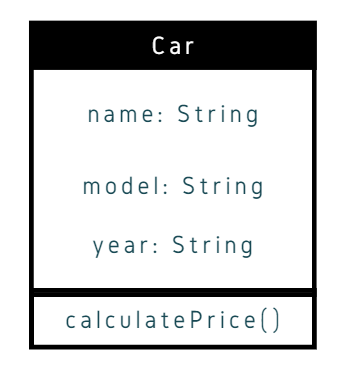 Car
name: String
model: String
year: String
calculatePrice()